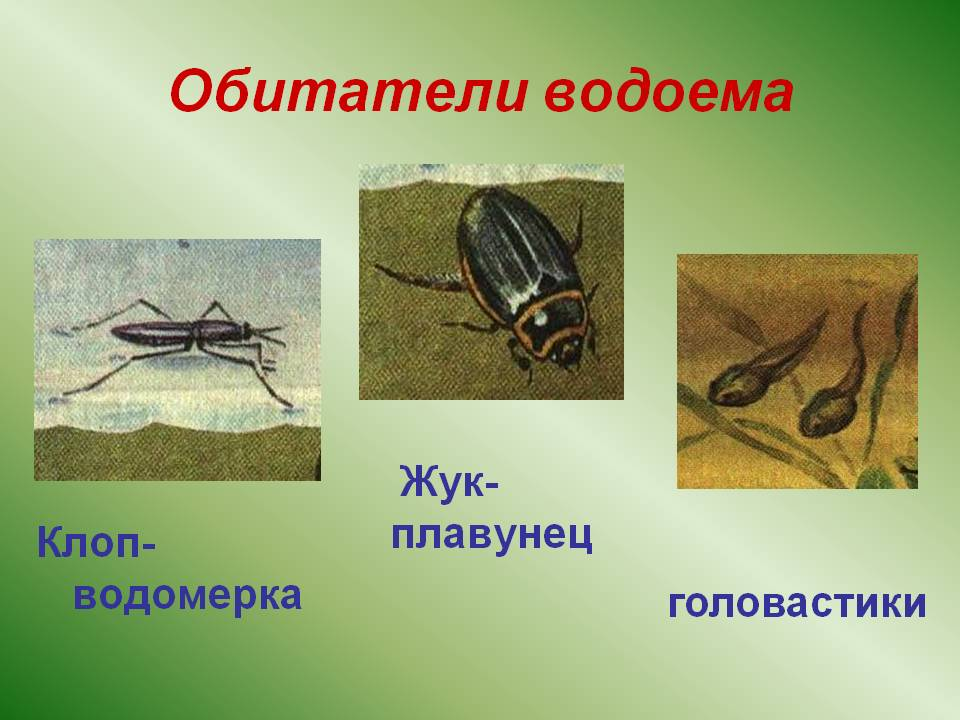 Обитатели водоема
Клоп-
водомерка
Жук-
плавунец
головастики